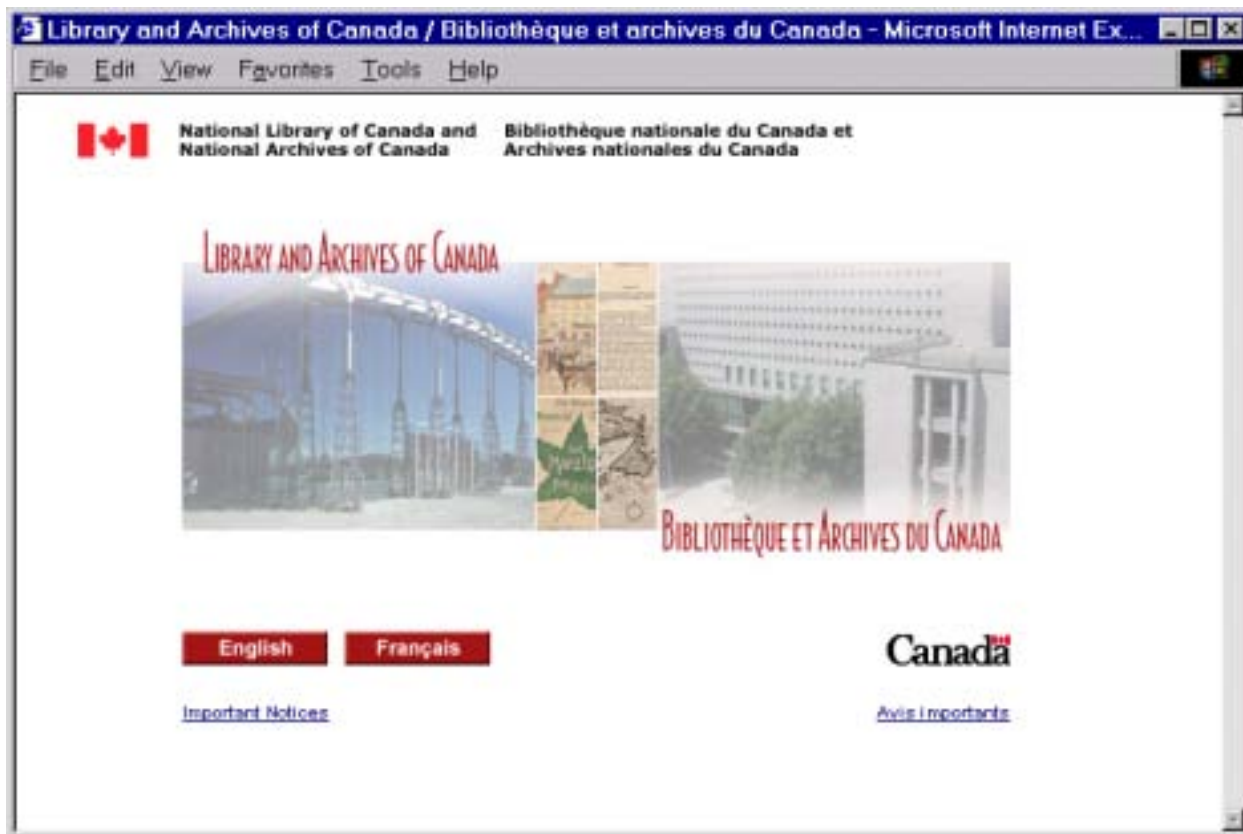 Library and Archives of Canada / Bibliothèque et archives du Canada - Microsoft Internet Ex...
File Edit View Favorites Tools Help
National Library of Canada and
National Archives of Canada
Bibliothèque nationale du Canada et
Archives nationales du Canada
LIBRARY AND ARCHIVES OF CANADA
BIBLIOTHÈQUE ET ARCHIVES DU CANADA
English Français
Canada
Important Notices Avis importants